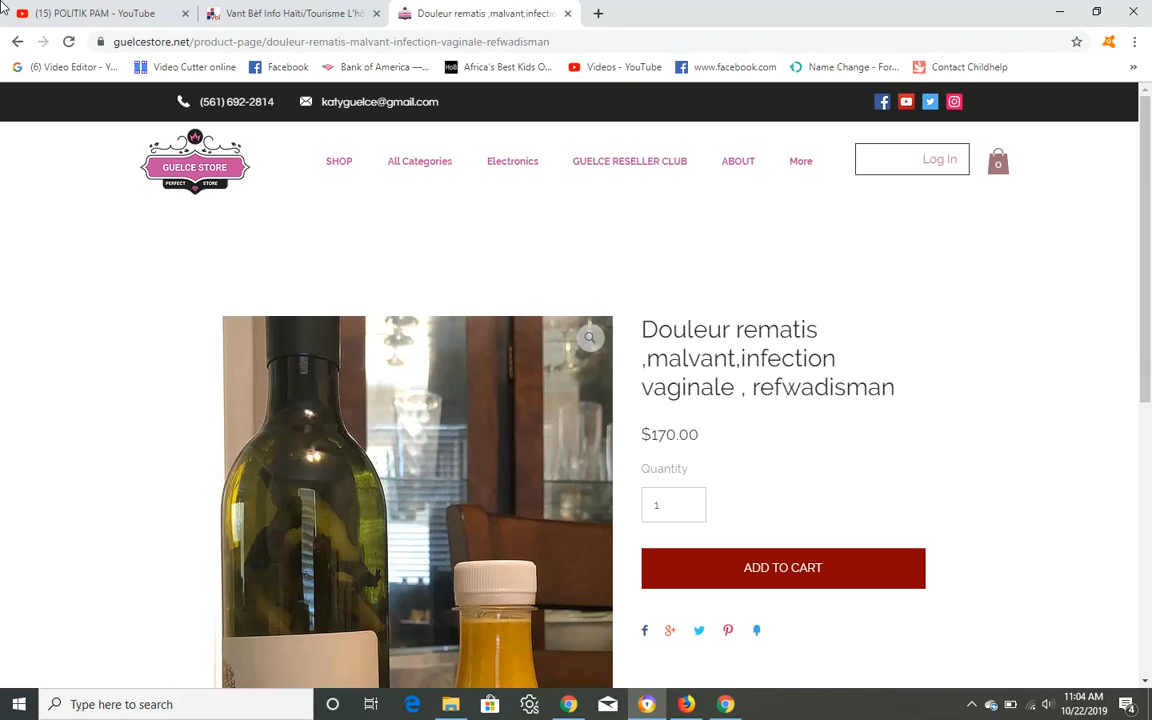 (15) POLITIK PAM - YouTube
Vant Bèf Info Haïti/Tourisme L'hô
Douleur rematis ,malvant,infectio
guelcestore.net/product-page/douleur-rematis-malvant-infection-vaginale-refwadisman
(6) Video Editor - Y...
Video Cutter online
Facebook
Bank of America —...
HoB
Africa's Best Kids O...
Videos - YouTube
www.facebook.com
Name Change - For...
Contact Childhelp
»
(561) 692-2814
katyguelce@gmail.com
GUELCE STORE
PERFECT STORE
SHOP
All Categories
Electronics
GUELCE RESELLER CLUB
ABOUT
More
Log In
0
Douleur rematis
,malvant,infection
vaginale , refwadisman
$170.00
Quantity
1
ADD TO CART
Type here to search
11:04 AM
10/22/2019
4